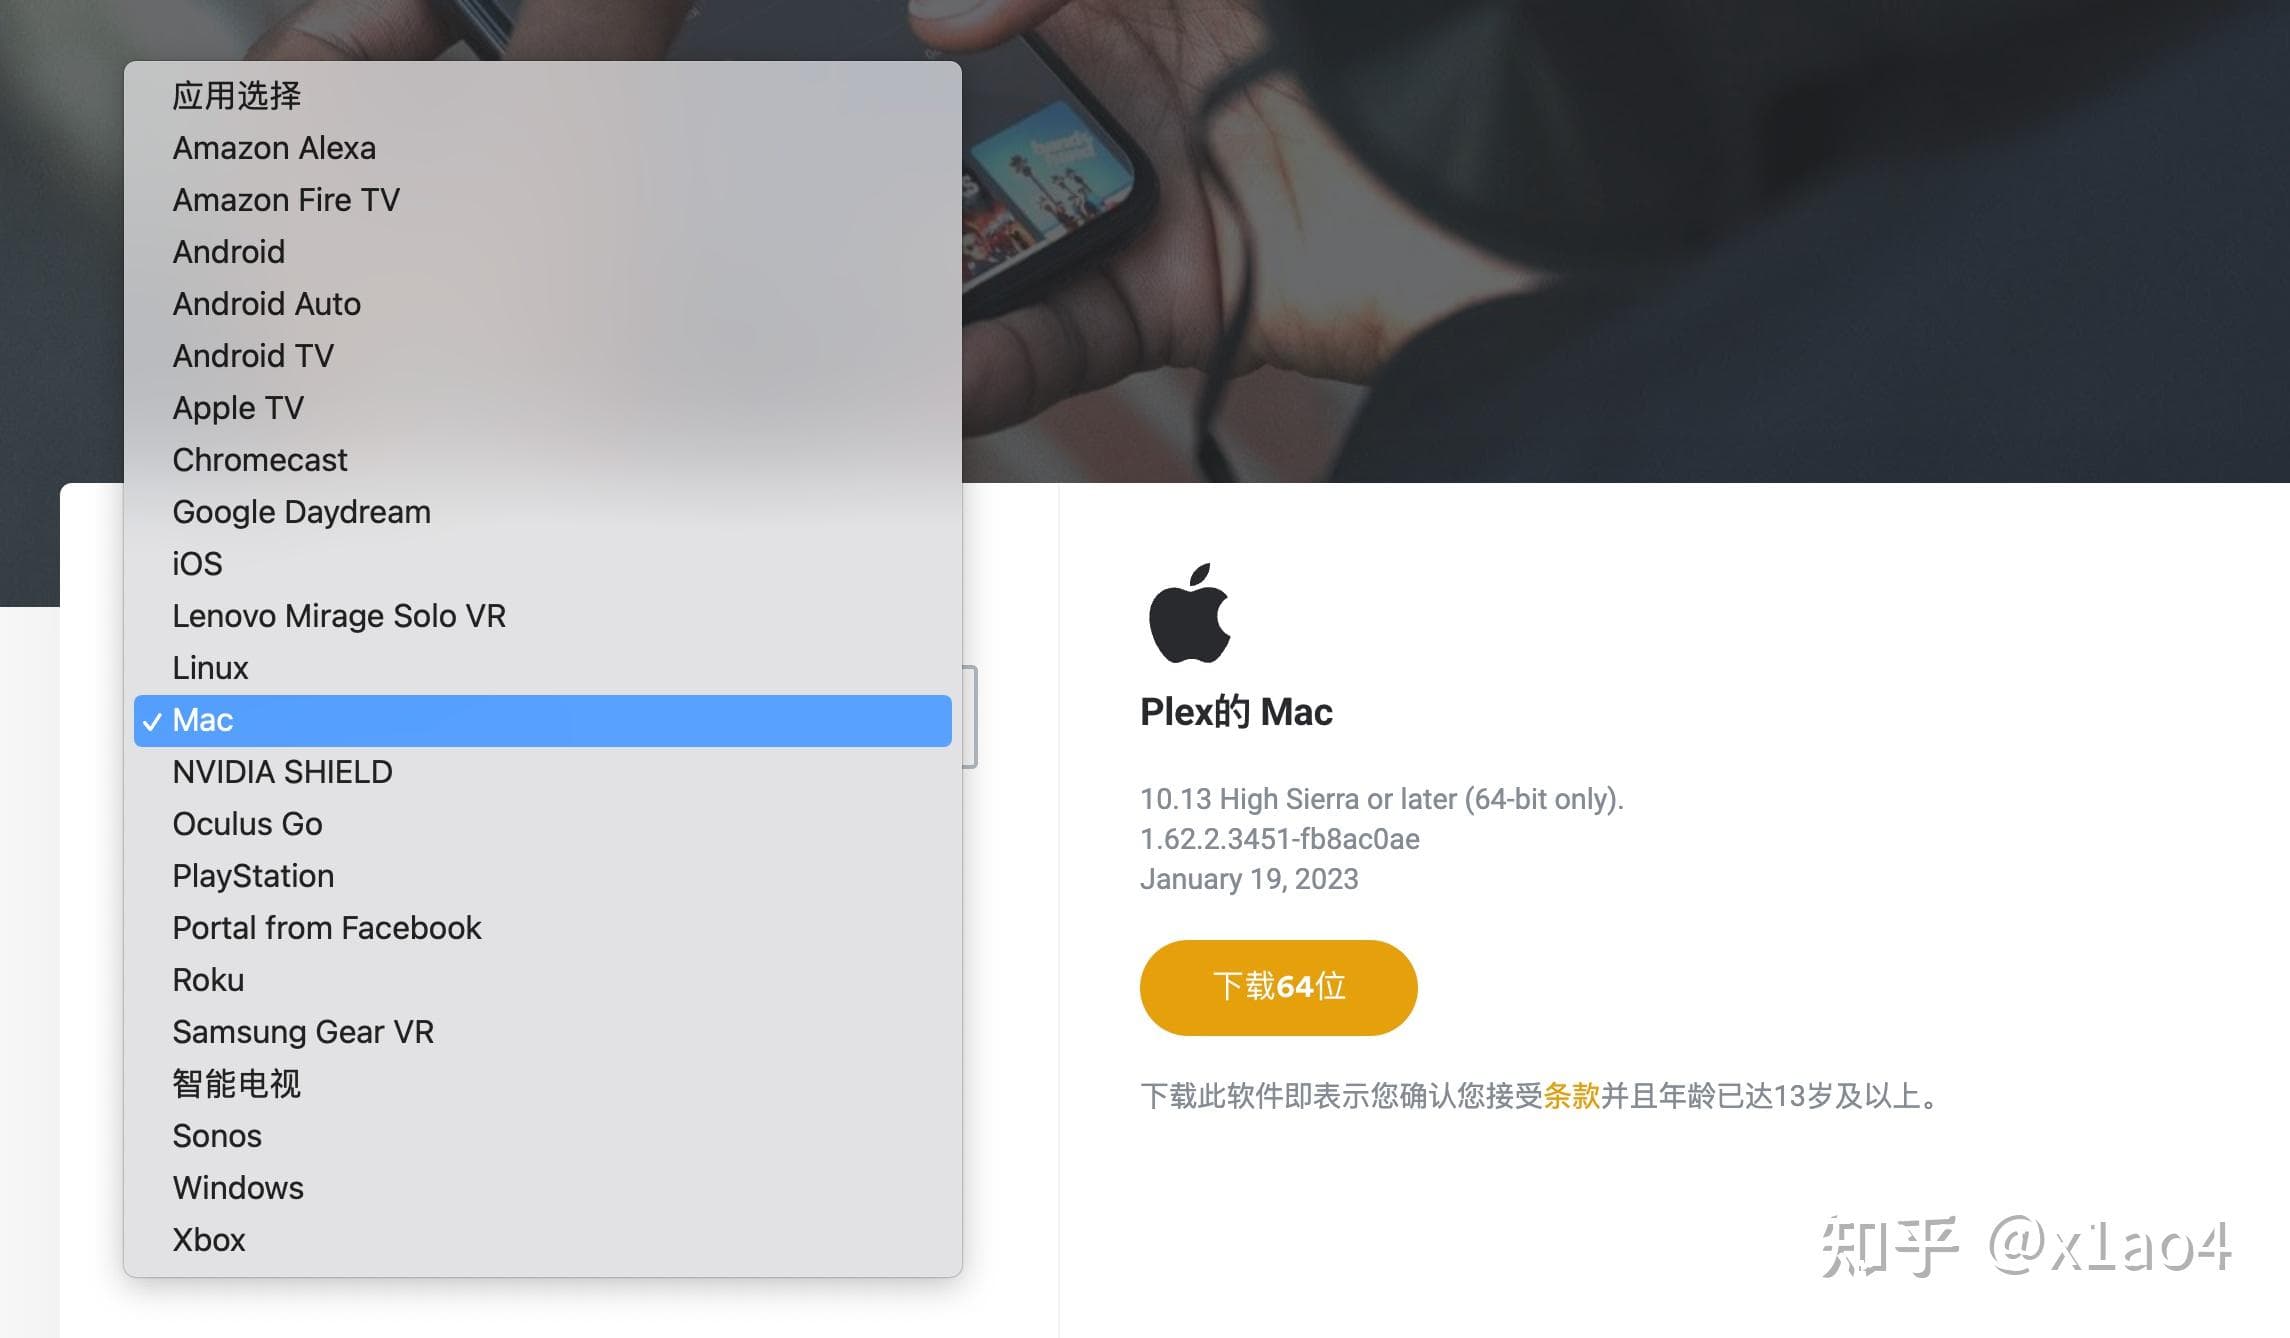 应用选择
Amazon Alexa
Amazon Fire TV
Android
Android Auto
Android TV
Apple TV
Chromecast
Google Daydream
iOS
Lenovo Mirage Solo VR
Linux
✓ Mac
NVIDIA SHIELD
Oculus Go
PlayStation
Portal from Facebook
Roku
Samsung Gear VR
智能电视
Sonos
Windows
Xbox
Plex的 Mac
10.13 High Sierra or later (64-bit only).
1.62.2.3451-fb8ac0ae
January 19, 2023
下载64位
下载此软件即表示您确认您接受条款并且年龄已达13岁及以上。
知乎 @x1ao4